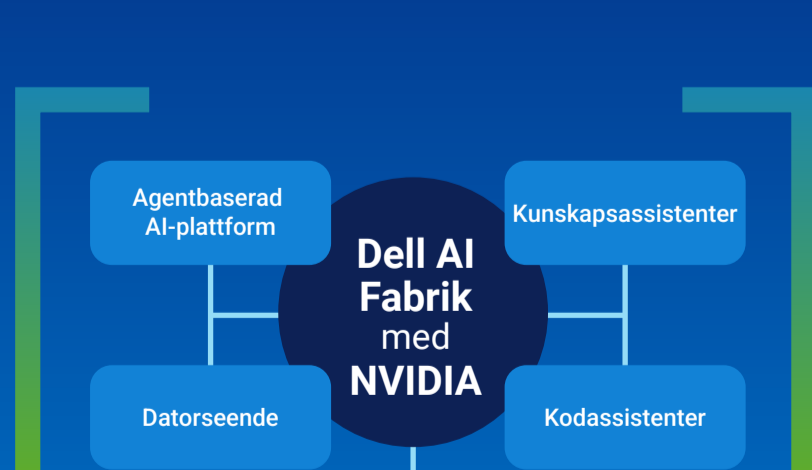 Agentbaserad
AI-plattform
Kunskapsassistenter
Dell AI
Fabrik
med
NVIDIA
Datorseende
Kodassistenter